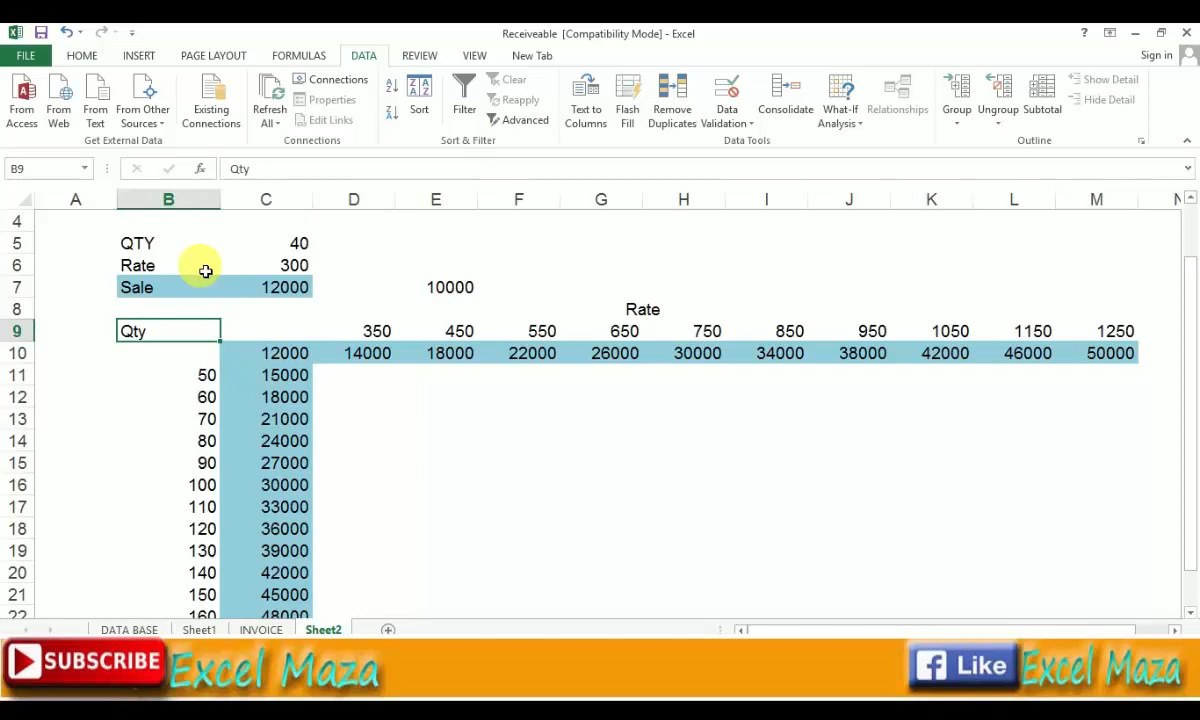 Receiveable [Compatibility Mode] - Excel
FILE HOME INSERT PAGE LAYOUT FORMULAS DATA REVIEW VIEW New Tab Sign in
From Access
From Web
From Text
From Other Sources
Existing Connections
Refresh All
Connections
Properties
Edit Links
Sort
Filter
Clear
Reapply
Advanced
Text to Columns
Flash Fill
Remove Duplicates
Data Validation
Consolidate
What-If Analysis
Relationships
Group
Ungroup
Subtotal
Show Detail
Hide Detail
Get External Data Connections Sort & Filter Data Tools Outline
B9 fx Qty
A B C D E F G H I J K L M N
4
5 QTY 40
6 Rate 300
7 Sale 12000 10000
8 Rate
9 Qty 350 450 550 650 750 850 950 1050 1150 1250
10 12000 14000 18000 22000 26000 30000 34000 38000 42000 46000 50000
11 50 15000
12 60 18000
13 70 21000
14 80 24000
15 90 27000
16 100 30000
17 110 33000
18 120 36000
19 130 39000
20 140 42000
21 150 45000
22 160 48000
DATA BASE Sheet1 INVOICE Sheet2
SUBSCRIBE Excel Maza f Like Excel Maza